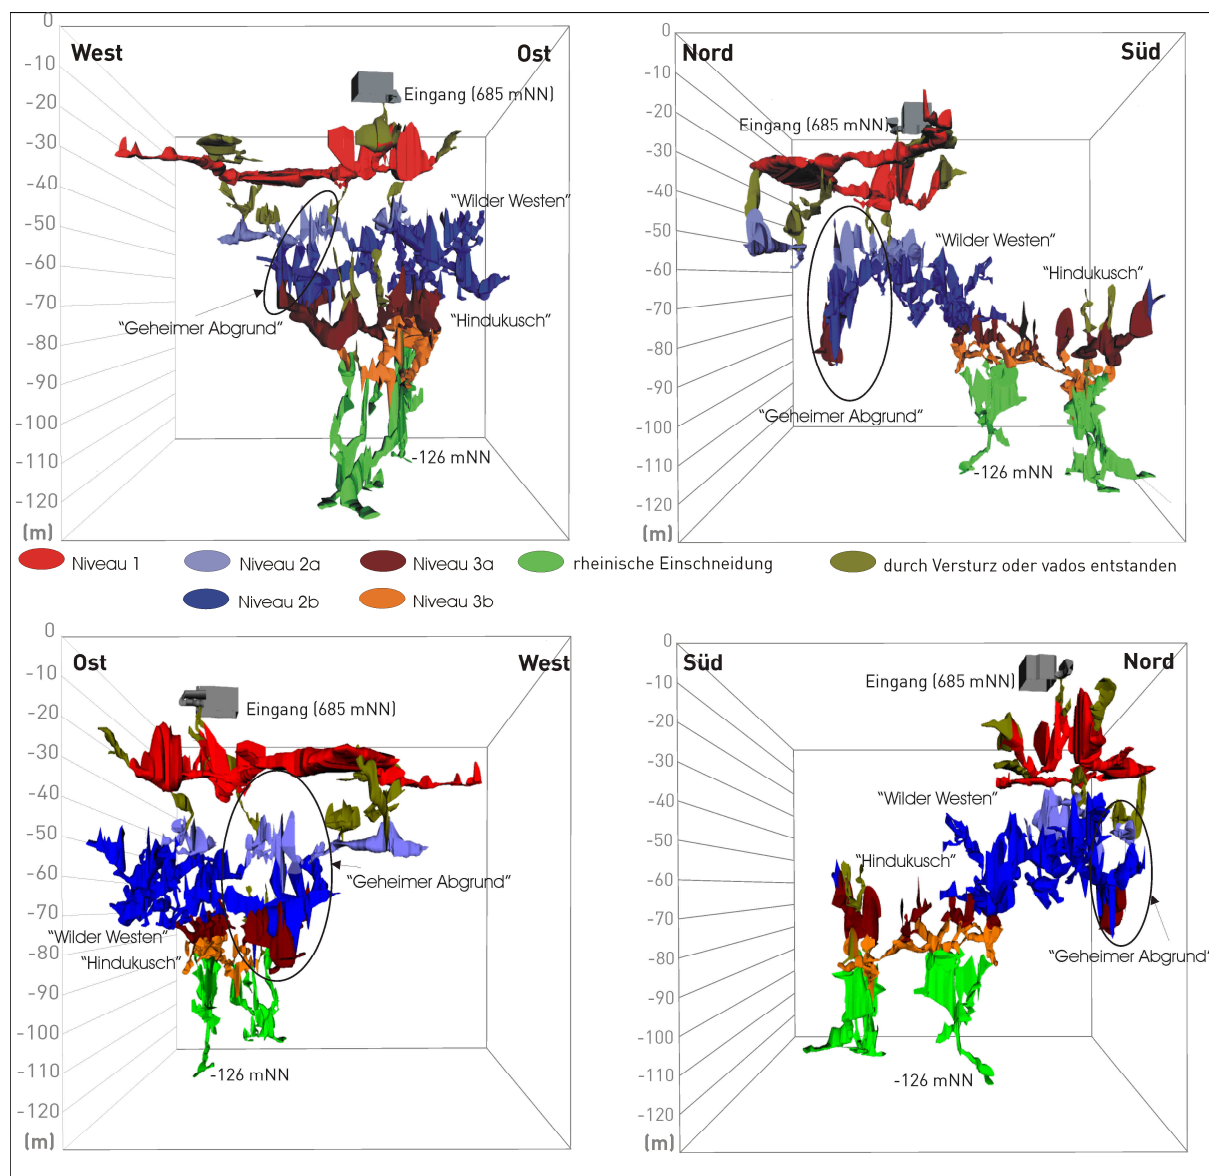 0
-10
-20
-30
-40
-50
-60
-70
-80
-90
-100
-110
-120
(m)
West
Ost
Eingang (685 mNN)
"Wilder Westen"
"Geheimer Abgrund"
"Hindukusch"
-126 mNN
0
-10
-20
-30
-40
-50
-60
-70
-80
-90
-100
-110
-120
(m)
Nord
Süd
Eingang (685 mNN)
"Wilder Westen"
"Hindukusch"
"Geheimer Abgrund"
-126 mNN
Niveau 1
Niveau 2a
Niveau 3a
rheinische Einschneidung
durch Versturz oder vados entstanden
Niveau 2b
Niveau 3b
0
-10
-20
-30
-40
-50
-60
-70
-80
-90
-100
-110
-120
(m)
Ost
West
Eingang (685 mNN)
"Geheimer Abgrund"
"Wilder Westen"
"Hindukusch"
-126 mNN
0
-10
-20
-30
-40
-50
-60
-70
-80
-90
-100
-110
-120
(m)
Süd
Nord
Eingang (685 mNN)
"Wilder Westen"
"Hindukusch"
"Geheimer Abgrund"
-126 mNN